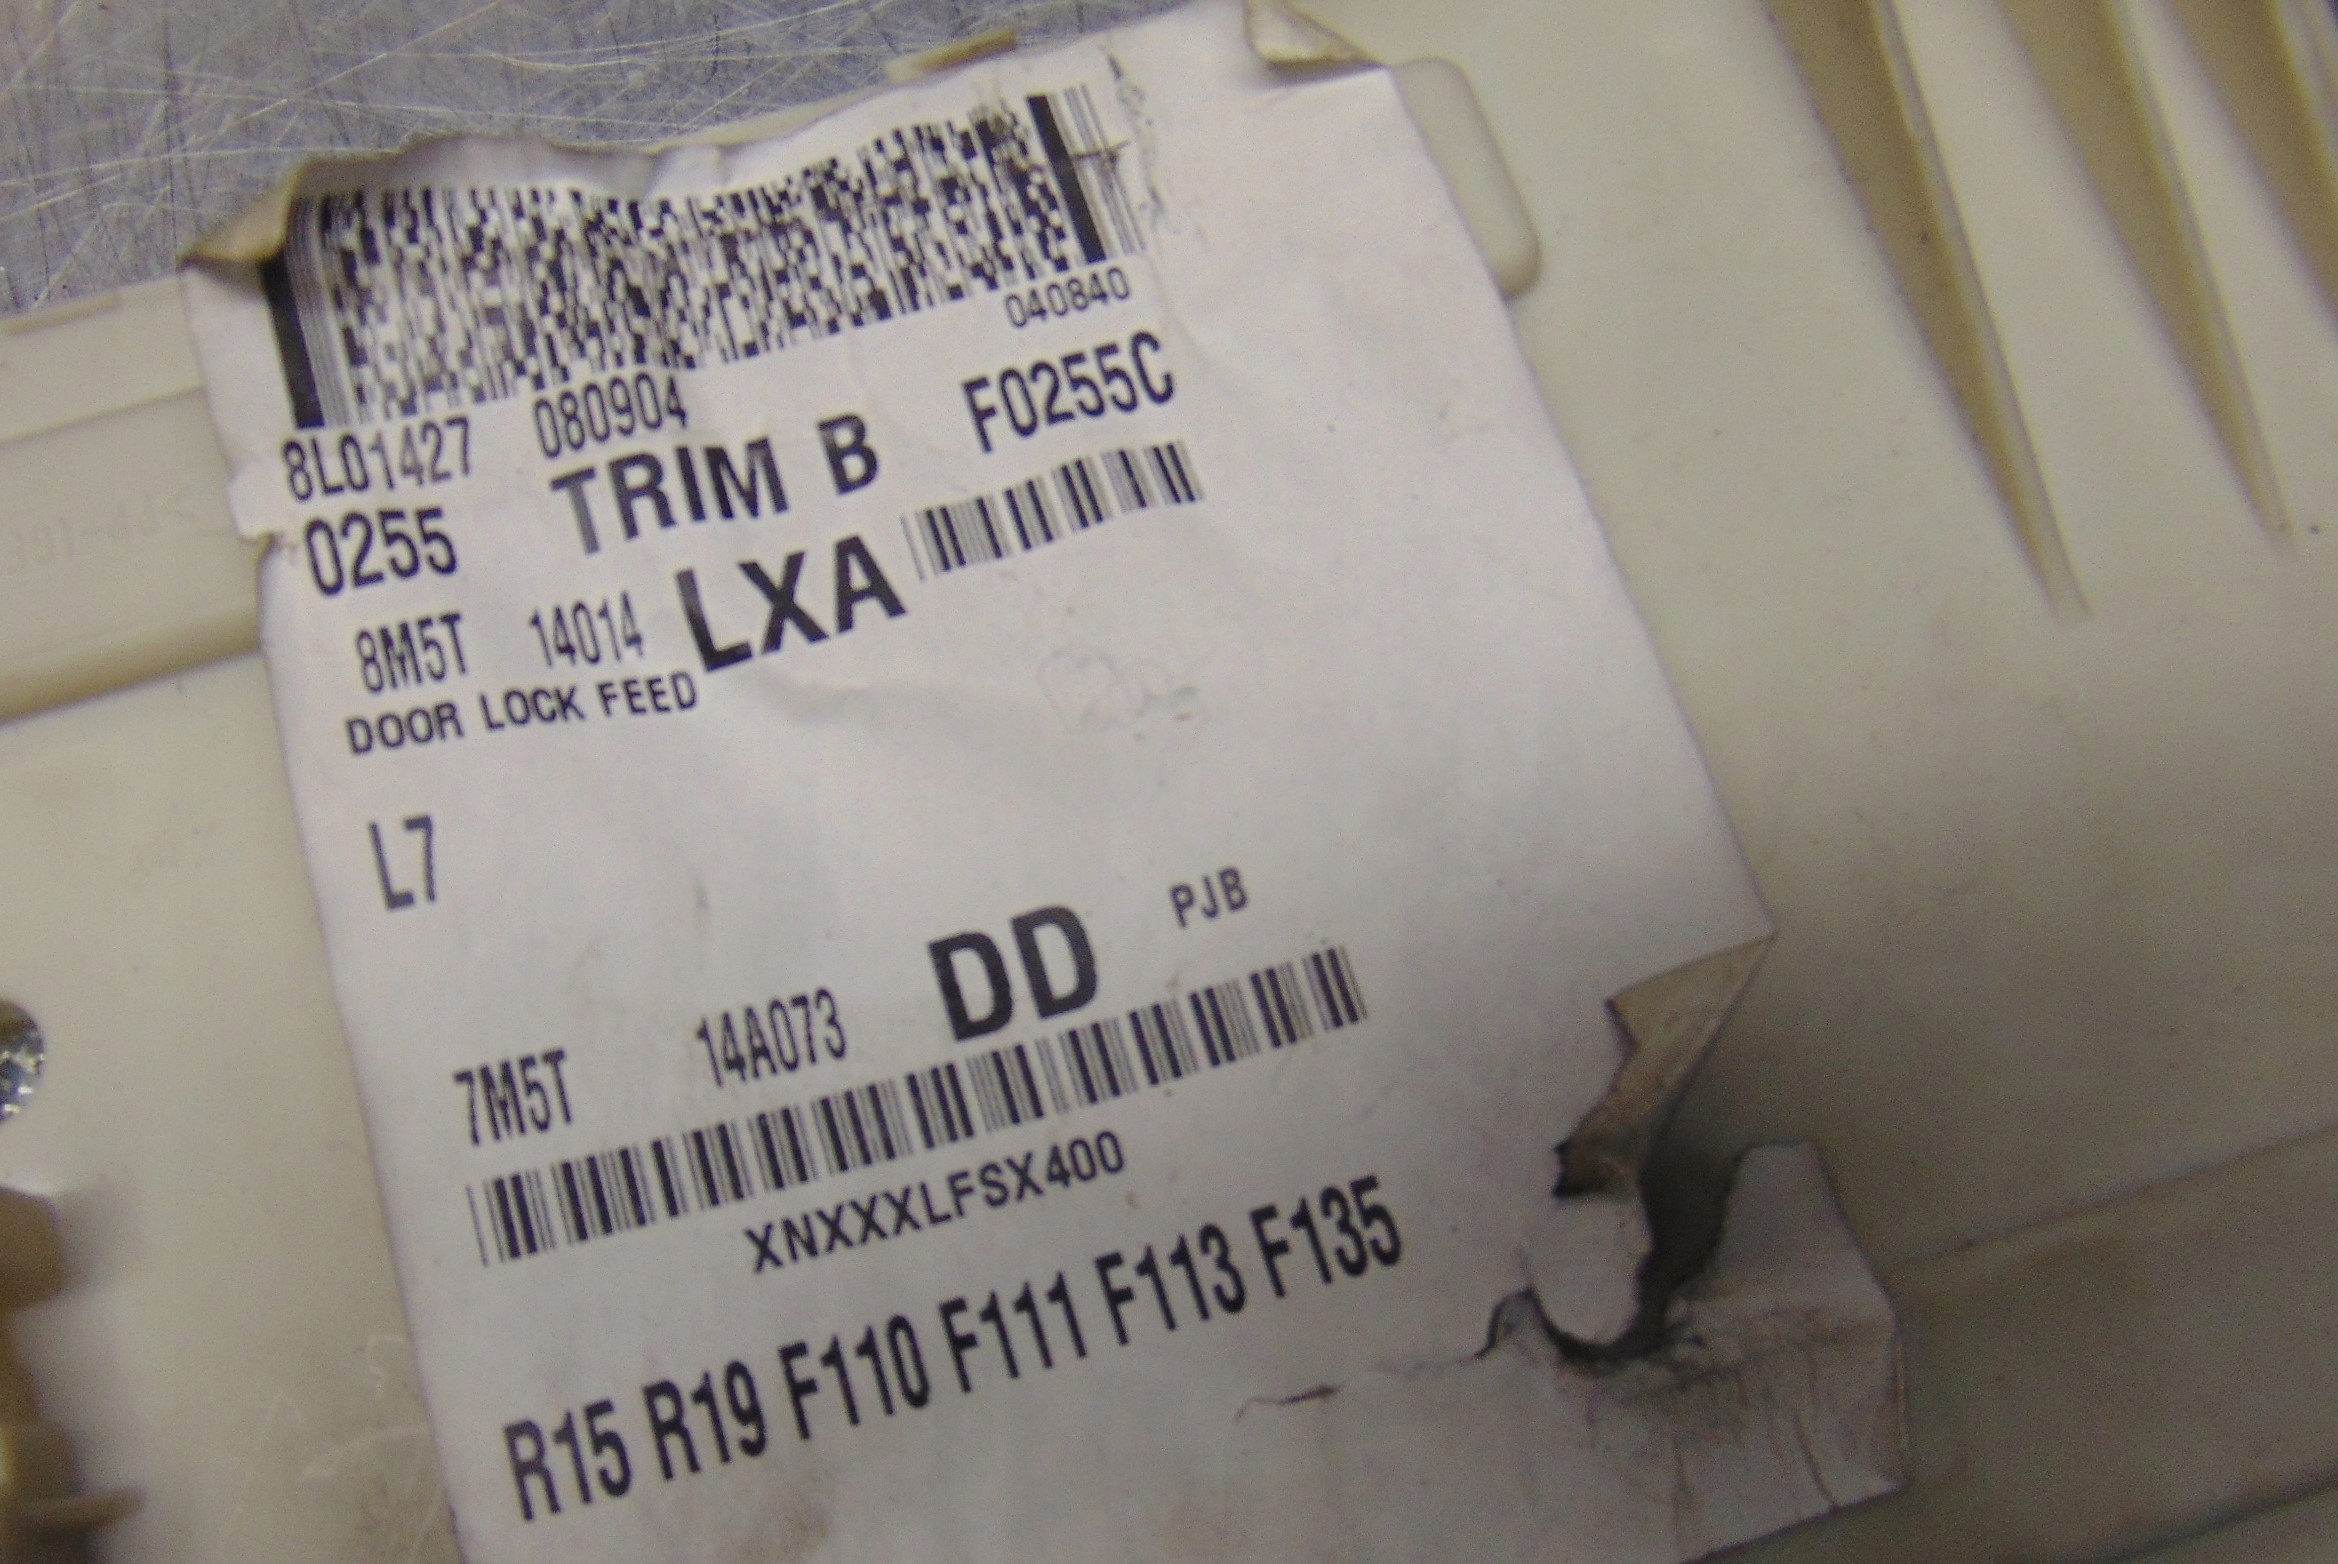 040840
8L01427 080904
0255 TRIM B F0255C
8M5T 14014 LXA
DOOR LOCK FEED
L7
7M5T 14A073 DD PJB
XNXXXLFSX400
R15 R19 F110 F111 F113 F135